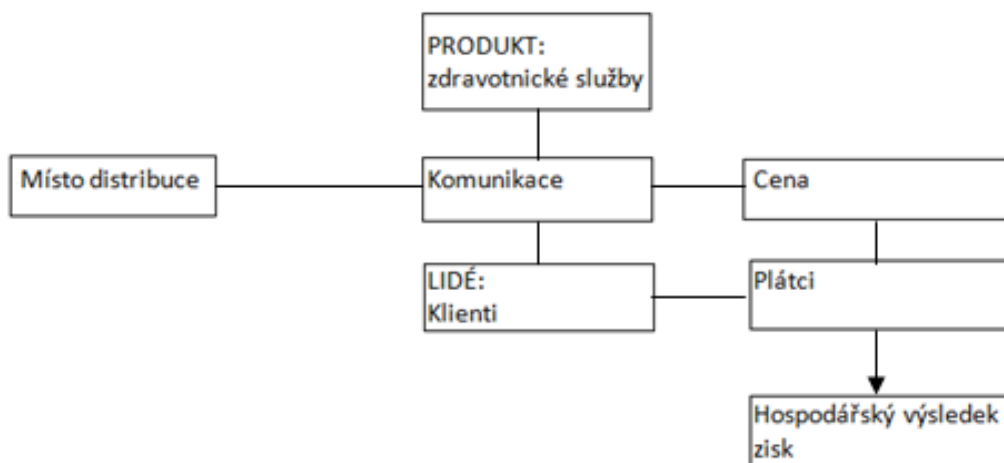 PRODUKT:
zdravotnické služby
Místo distribuce
Komunikace
Cena
LIDÉ:
Klienti
Plátci
Hospodářský výsledek
zisk